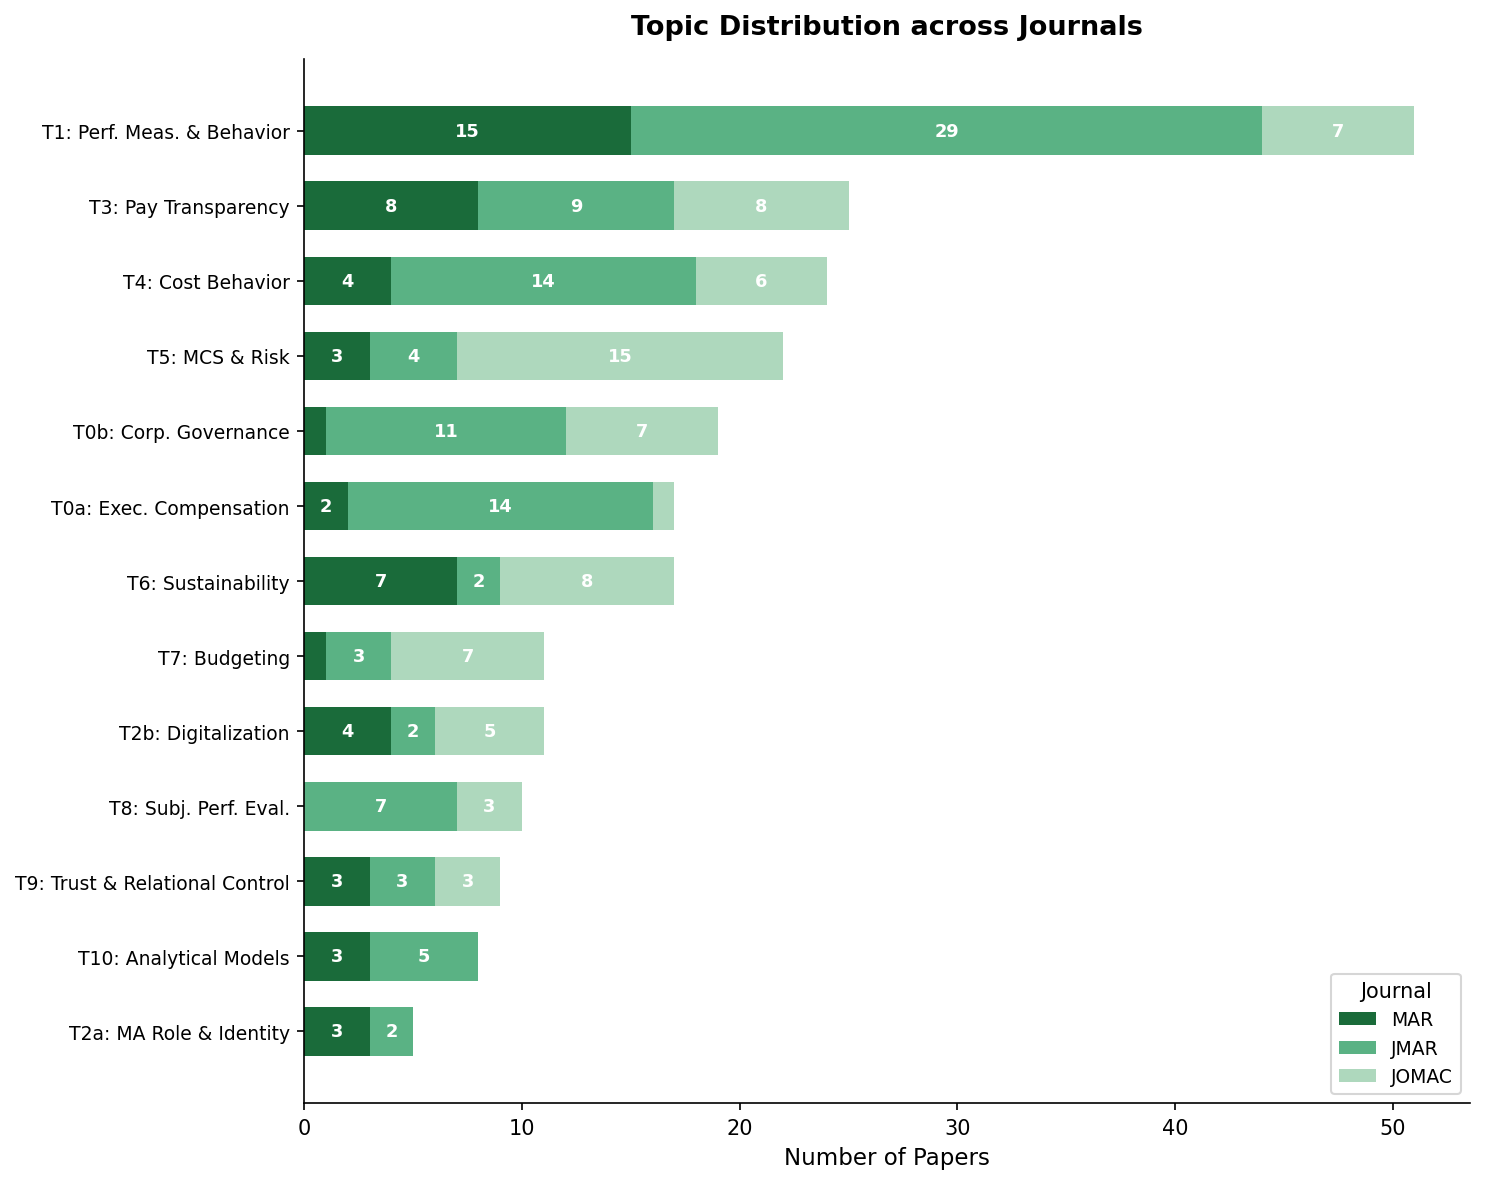 Topic Distribution across Journals
T1: Perf. Meas. & Behavior 15 29 7
T3: Pay Transparency 8 9 8
T4: Cost Behavior 4 14 6
T5: MCS & Risk 3 4 15
T0b: Corp. Governance 11 7
T0a: Exec. Compensation 2 14
T6: Sustainability 7 2 8
T7: Budgeting 3 7
T2b: Digitalization 4 2 5
T8: Subj. Perf. Eval. 7 3
T9: Trust & Relational Control 3 3 3
T10: Analytical Models 3 5
T2a: MA Role & Identity 3 2
Journal
MAR
JMAR
JOMAC
0 10 20 30 40 50
Number of Papers